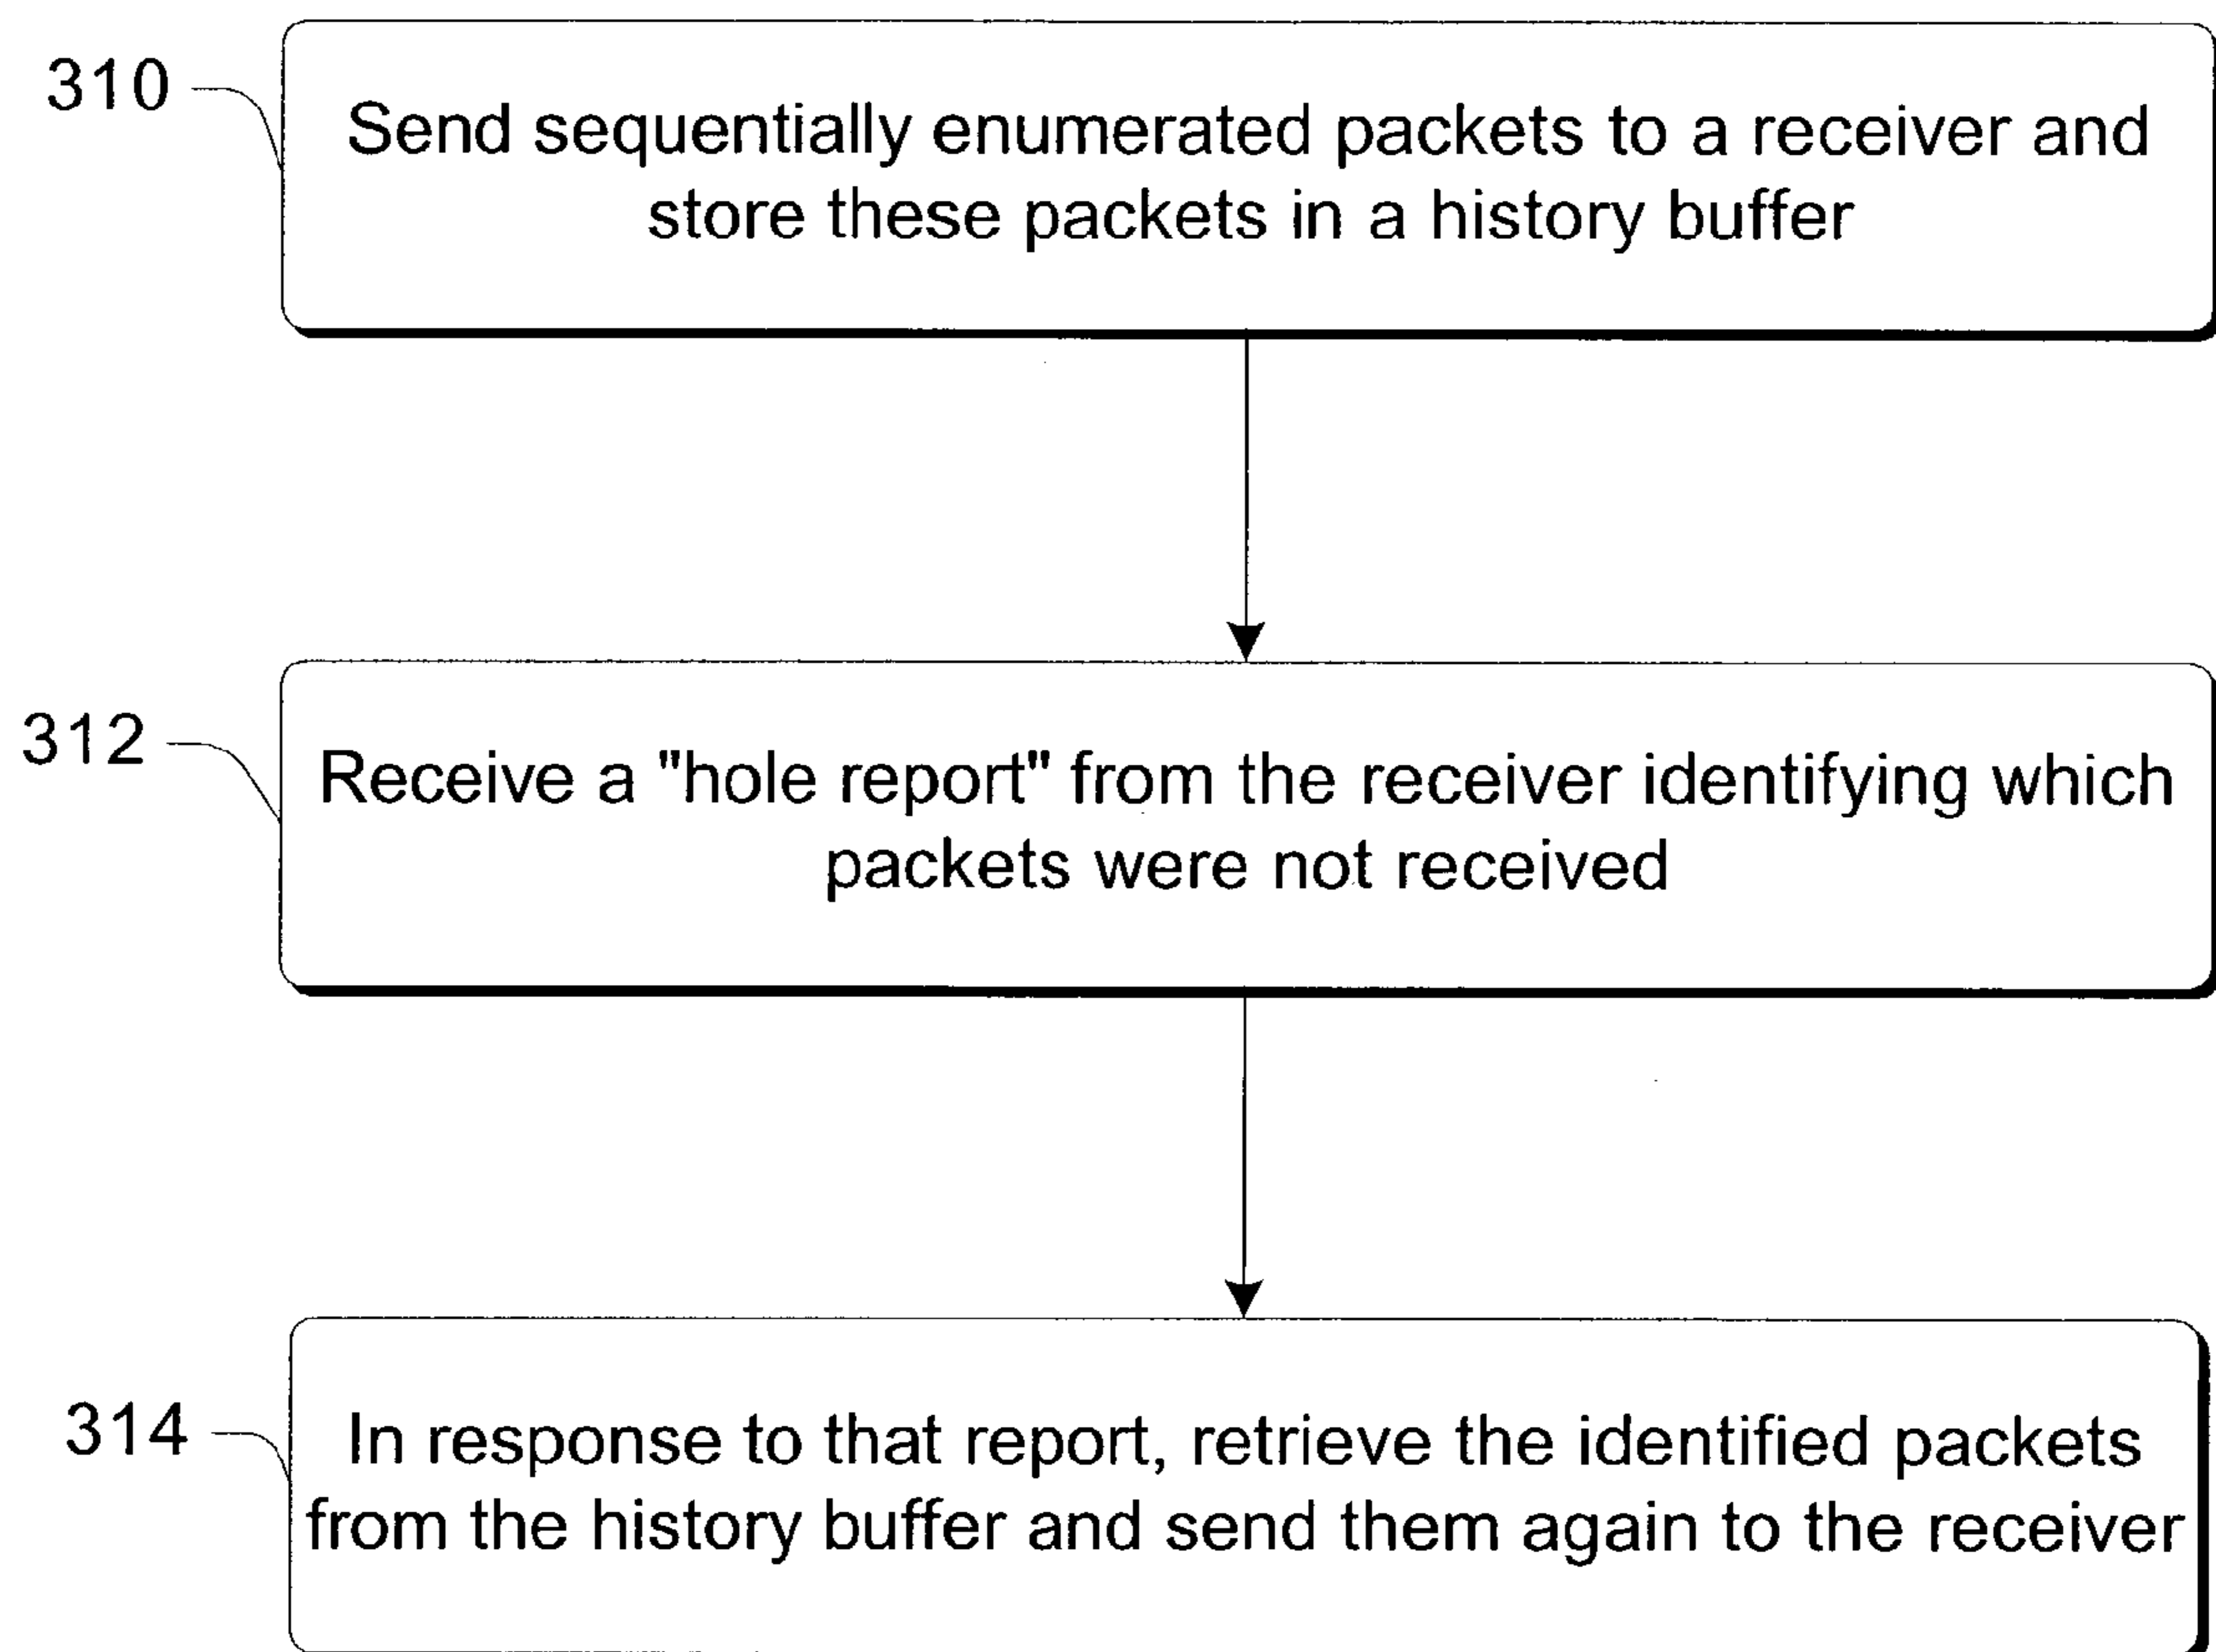 310
Send sequentially enumerated packets to a receiver and
store these packets in a history buffer
312
Receive a "hole report" from the receiver identifying which
packets were not received
314
In response to that report, retrieve the identified packets
from the history buffer and send them again to the receiver